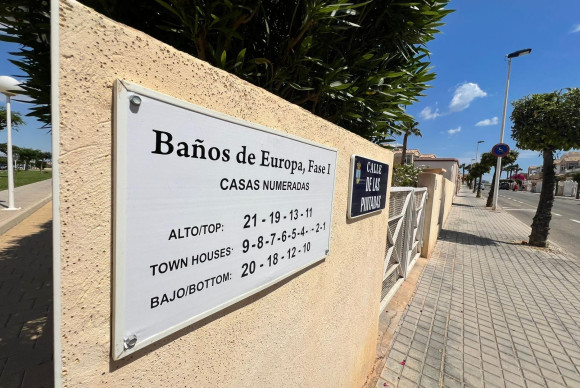 Baños de Europa, Fase I
CASAS NUMERADAS
ALTO/TOP: 21 - 19 - 13 - 11
TOWN HOUSES: 9-8-7-6-5-4- -2-1
BAJO/BOTTOM: 20 - 18 - 12 - 10
CALLE
DE LAS
PINTADAS